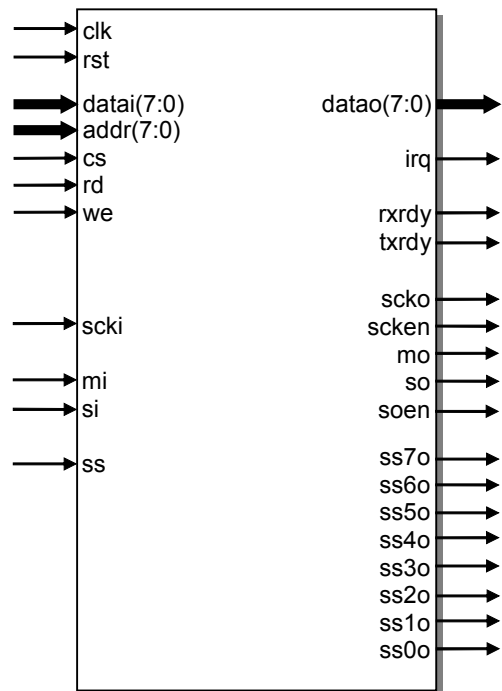 clk
rst
datai(7:0)
addr(7:0)
cs
rd
we
scki
mi
si
ss
datao(7:0)
irq
rxrdy
txrdy
scko
scken
mo
so
soen
ss7o
ss6o
ss5o
ss4o
ss3o
ss2o
ss1o
ss0o